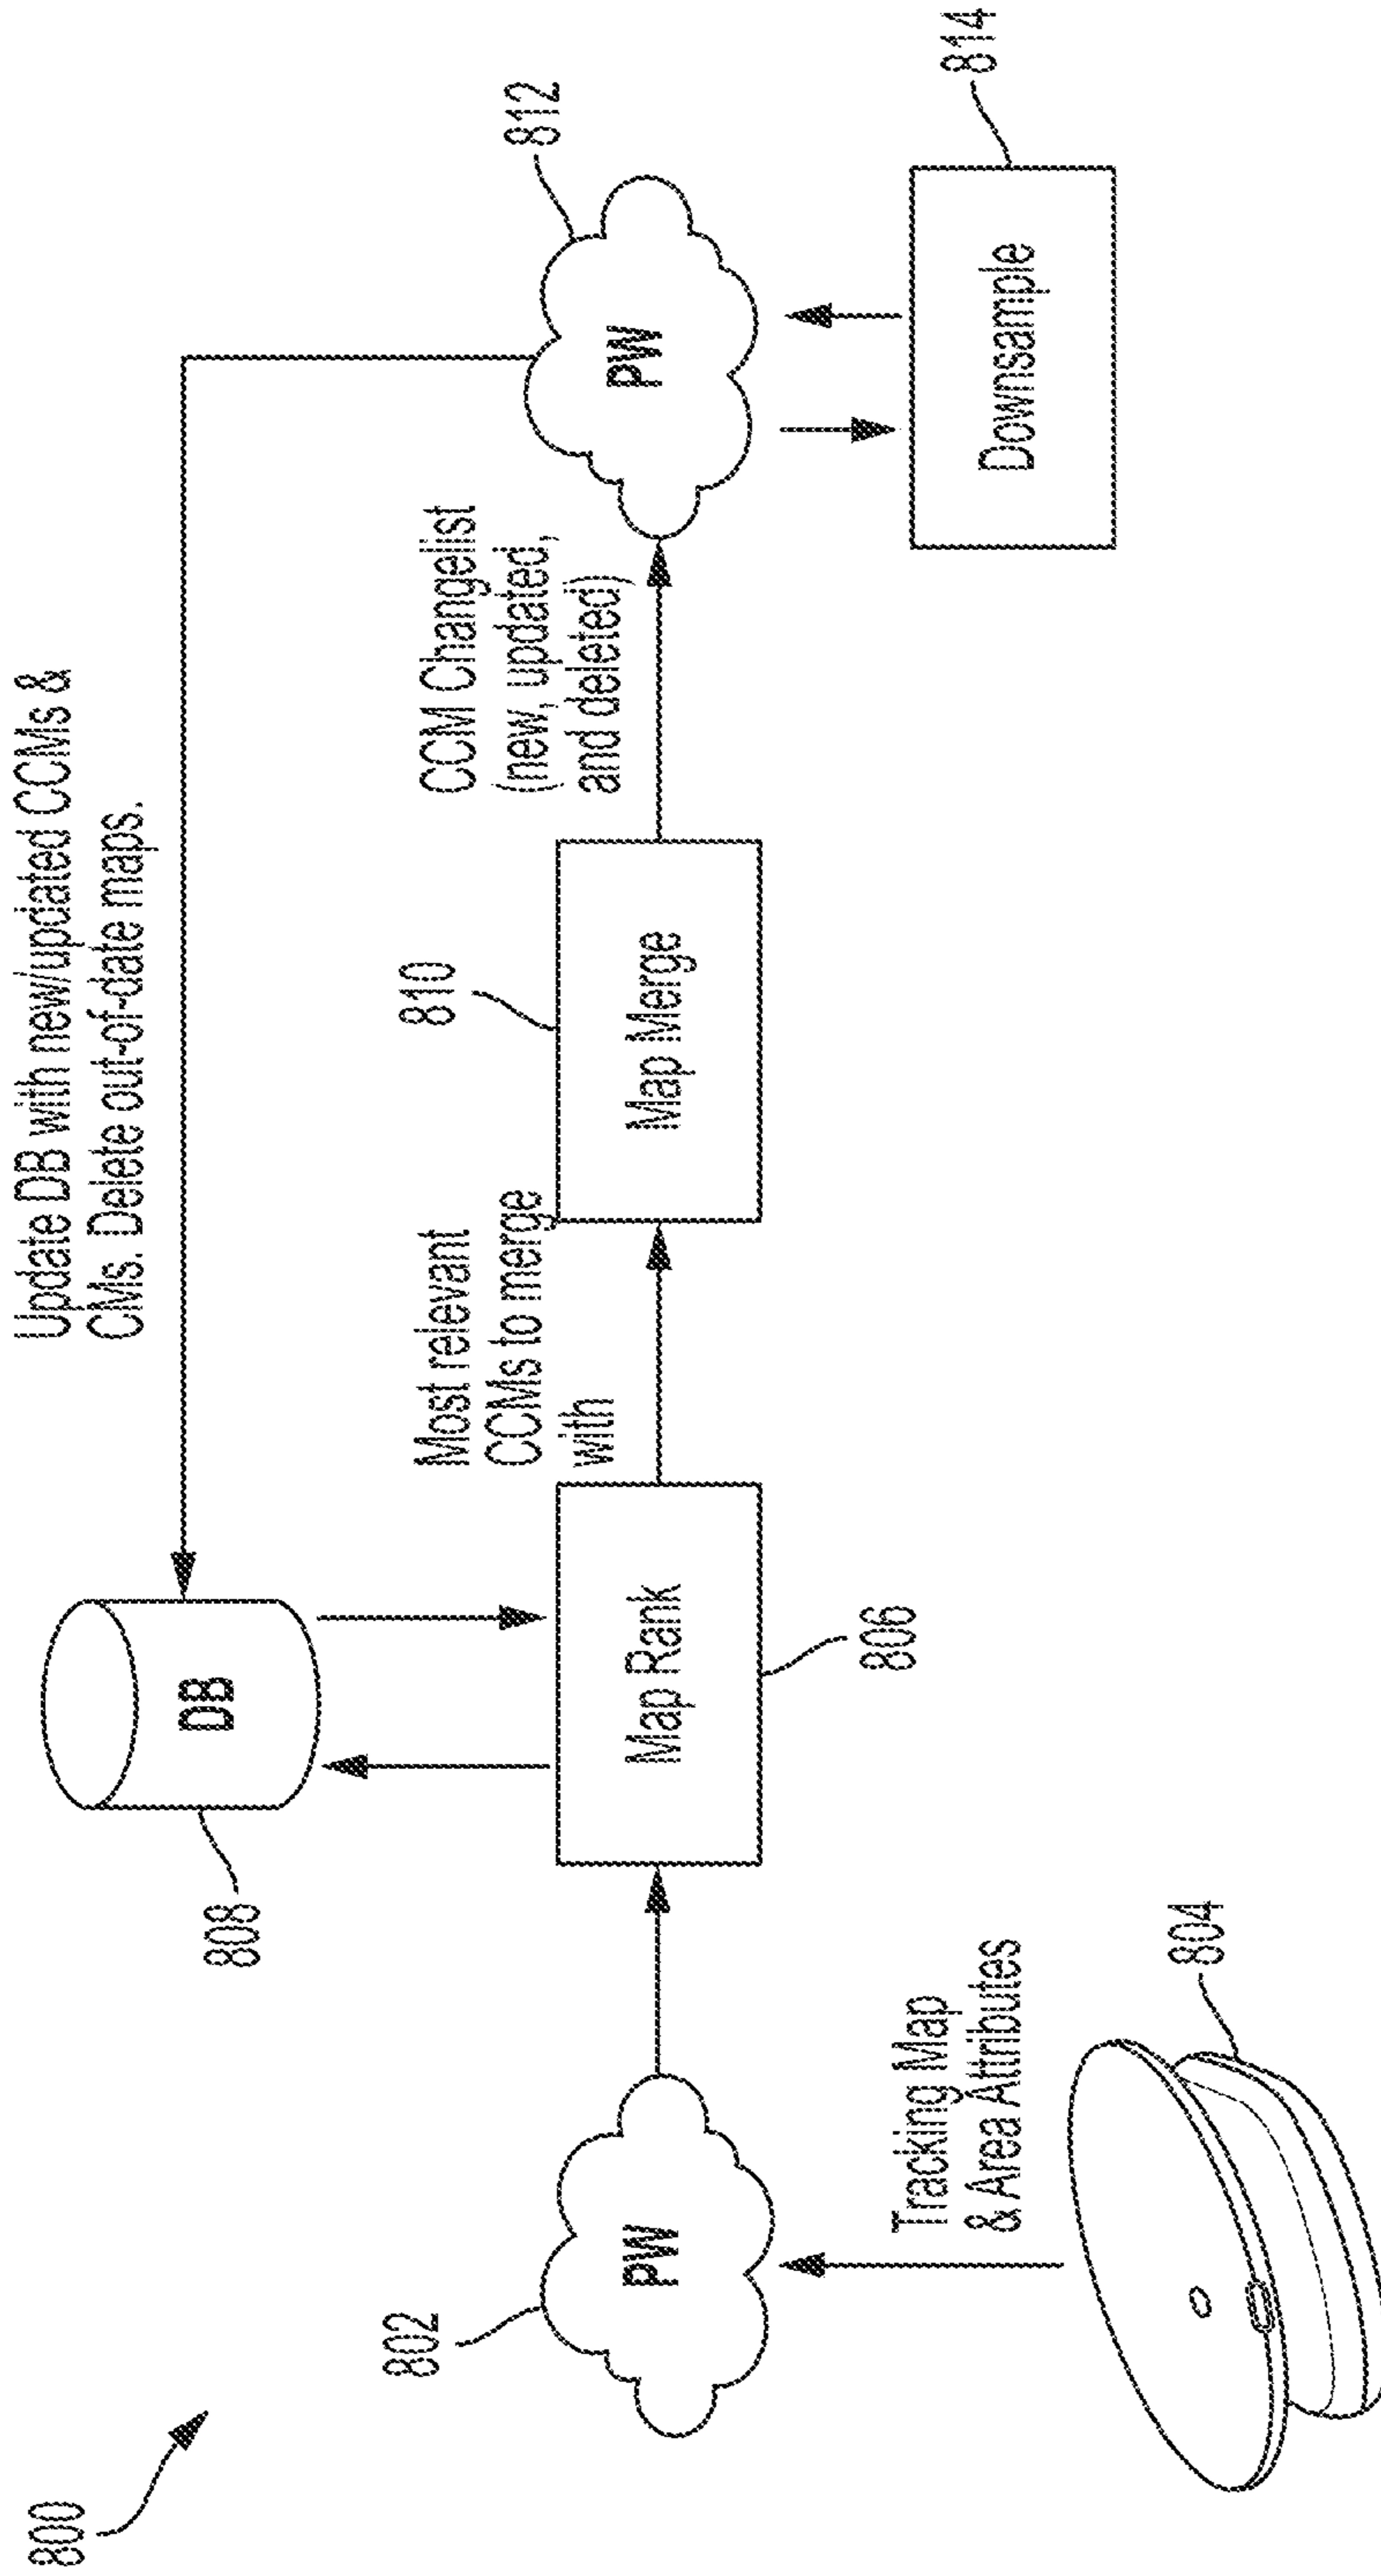 800
Update DB with new/updated CCMs &
CMs. Delete out-of-date maps.
808
DB
802
PW
Map Rank
806
Most relevant
CCMs to merge
with
810
Map Merge
CCM Changelist
(new, updated,
and deleted)
812
PW
Tracking Map
& Area Attributes
804
Downsample
814